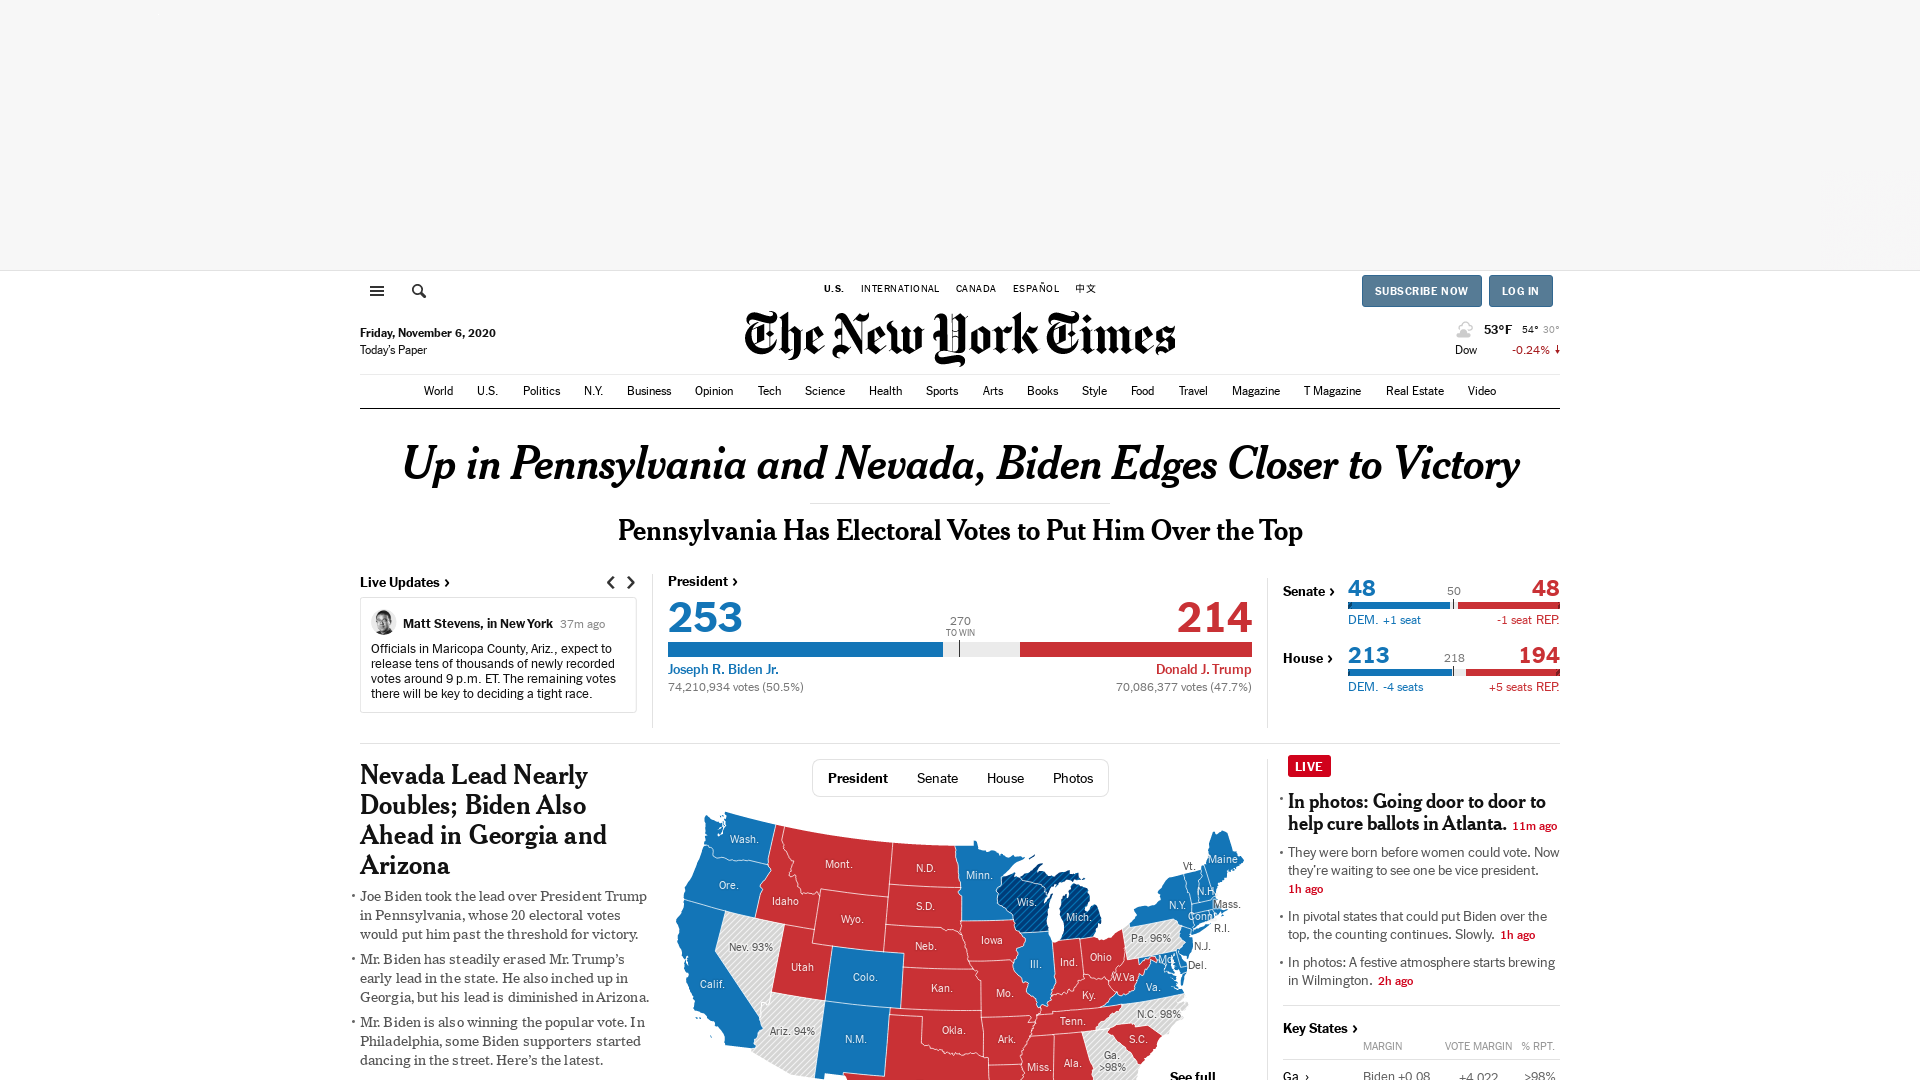 U.S. INTERNATIONAL CANADA ESPAÑOL 中文
SUBSCRIBE NOW LOG IN
Friday, November 6, 2020
Today's Paper
The New York Times
53°F 54° 30°
Dow -0.24%
World U.S. Politics N.Y. Business Opinion Tech Science Health Sports Arts Books Style Food Travel Magazine T Magazine Real Estate Video
Up in Pennsylvania and Nevada, Biden Edges Closer to Victory
Pennsylvania Has Electoral Votes to Put Him Over the Top
Live Updates
Matt Stevens, in New York 37m ago
Officials in Maricopa County, Ariz., expect to
release tens of thousands of newly recorded
votes around 9 p.m. ET. The remaining votes
there will be key to deciding a tight race.
President
253
270
TO WIN
214
Joseph R. Biden Jr.
Donald J. Trump
74,210,934 votes (50.5%)
70,086,377 votes (47.7%)
Senate
48 50 48
DEM. +1 seat
-1 seat REP.
House
213 218 194
DEM. -4 seats
+5 seats REP.
Nevada Lead Nearly
Doubles; Biden Also
Ahead in Georgia and
Arizona
• Joe Biden took the lead over President Trump
in Pennsylvania, whose 20 electoral votes
would put him past the threshold for victory.
• Mr. Biden has steadily erased Mr. Trump's
early lead in the state. He also inched up in
Georgia, but his lead is diminished in Arizona.
• Mr. Biden is also winning the popular vote. In
Philadelphia, some Biden supporters started
dancing in the street. Here's the latest.
President Senate House Photos
Wash.
Mont.
N.D.
Minn.
Vt.
Maine
Ore.
Idaho
S.D.
Wis.
N.H.
Wyo.
Mich.
N.Y.
Mass.
Conn.
R.I.
Nev. 93%
Neb.
Iowa
Pa. 96%
N.J.
Utah
Colo.
Ill.
Ind.
Ohio
Md.
Del.
Calif.
Kan.
Mo.
W.Va.
Ky.
Va.
Ariz. 94%
N.M.
Okla.
Ark.
Tenn.
N.C. 98%
S.C.
Miss.
Ala.
Ga.
>98%
See full
LIVE
• In photos: Going door to door to
help cure ballots in Atlanta. 11m ago
• They were born before women could vote. Now
they're waiting to see one be vice president.
1h ago
• In pivotal states that could put Biden over the
top, the counting continues. Slowly. 1h ago
• In photos: A festive atmosphere starts brewing
in Wilmington. 2h ago
Key States
MARGIN VOTE MARGIN % RPT.
Ga. Biden +0.08 +4,022 >98%